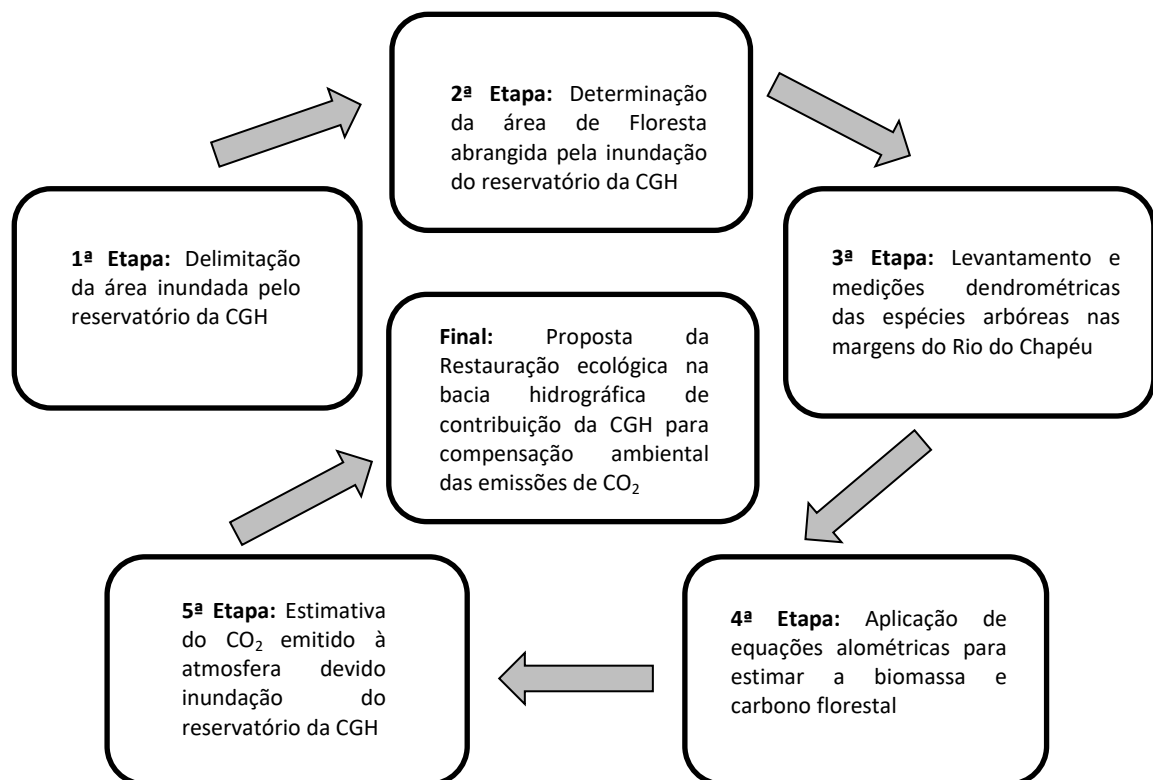 1ª Etapa: Delimitação
da área inundada pelo
reservatório da CGH
2ª Etapa: Determinação
da área de Floresta
abrangida pela inundação
do reservatório da CGH
3ª Etapa: Levantamento e
medições dendrométricas
das espécies arbóreas nas
margens do Rio do Chapéu
4ª Etapa: Aplicação de
equações alométricas para
estimar a biomassa e
carbono florestal
5ª Etapa: Estimativa
do CO₂ emitido à
atmosfera devido
inundação do
reservatório da CGH
Final: Proposta da
Restauração ecológica na
bacia hidrográfica de
contribuição da CGH para
compensação ambiental
das emissões de CO₂